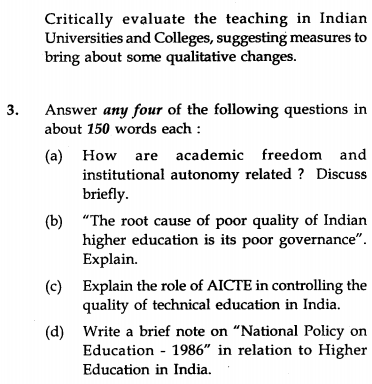 Critically evaluate the teaching in Indian
Universities and Colleges, suggesting measures to
bring about some qualitative changes.
3. Answer any four of the following questions in
about 150 words each :
(a) How are academic freedom and
institutional autonomy related ? Discuss
briefly.
(b) "The root cause of poor quality of Indian
higher education is its poor governance".
Explain.
(c) Explain the role of AICTE in controlling the
quality of technical education in India.
(d) Write a brief note on "National Policy on
Education - 1986" in relation to Higher
Education in India.